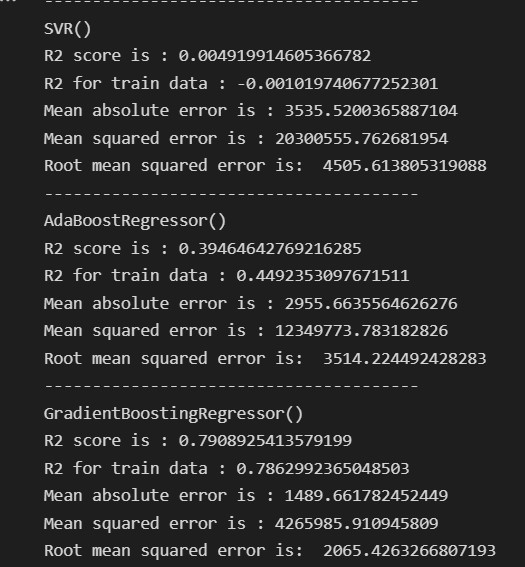 ----------------------------------------
SVR()
R2 score is : 0.004919914605366782
R2 for train data : -0.001019740677252301
Mean absolute error is : 3535.5200365887104
Mean squared error is : 20300555.762681954
Root mean squared error is:  4505.613805319088
----------------------------------------
AdaBoostRegressor()
R2 score is : 0.39464642769216285
R2 for train data : 0.4492353097671511
Mean absolute error is : 2955.6635564626276
Mean squared error is : 12349773.783182826
Root mean squared error is:  3514.224492428283
----------------------------------------
GradientBoostingRegressor()
R2 score is : 0.7908925413579199
R2 for train data : 0.7862992365048503
Mean absolute error is : 1489.661782452449
Mean squared error is : 4265985.910945809
Root mean squared error is:  2065.4263266807193